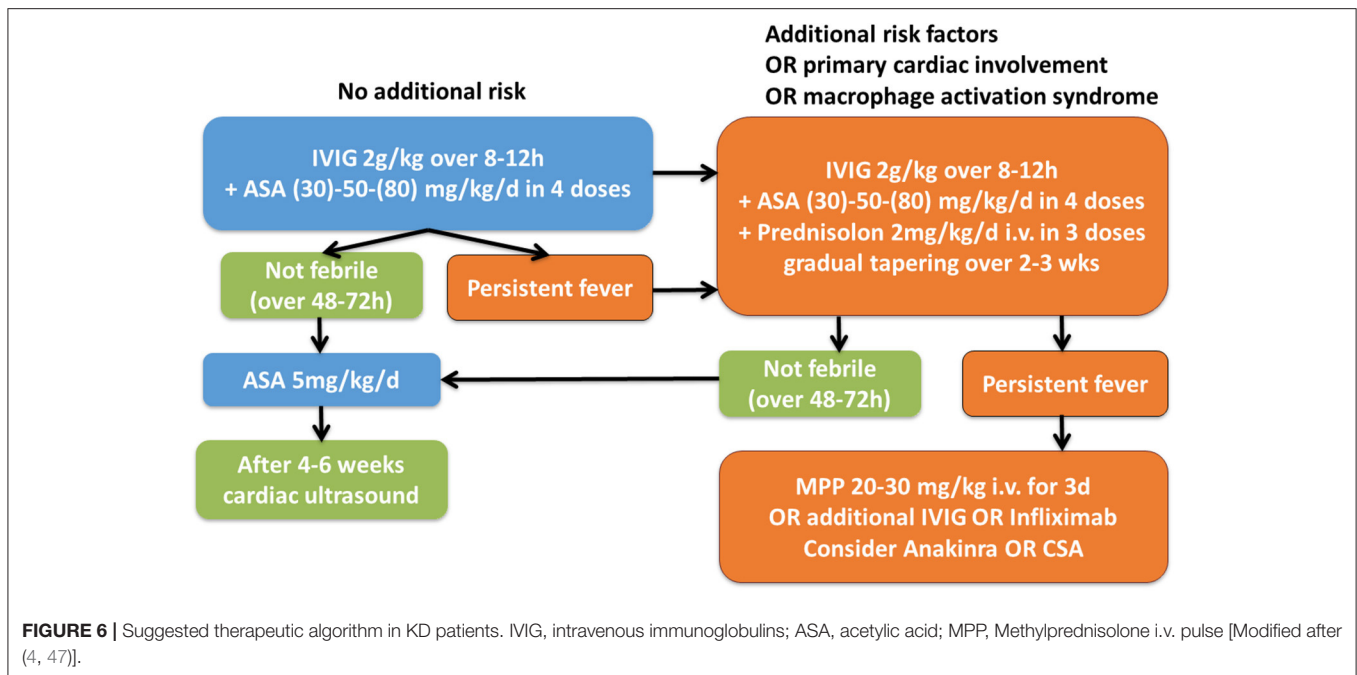 No additional risk
IVIG 2g/kg over 8-12h
+ ASA (30)-50-(80) mg/kg/d in 4 doses
Not febrile
(over 48-72h)
Persistent fever
ASA 5mg/kg/d
After 4-6 weeks
cardiac ultrasound
Additional risk factors
OR primary cardiac involvement
OR macrophage activation syndrome
IVIG 2g/kg over 8-12h
+ ASA (30)-50-(80) mg/kg/d in 4 doses
+ Prednisolon 2mg/kg/d i.v. in 3 doses
gradual tapering over 2-3 wks
Not febrile
(over 48-72h)
Persistent fever
MPP 20-30 mg/kg i.v. for 3d
OR additional IVIG OR Infliximab
Consider Anakinra OR CSA
FIGURE 6 | Suggested therapeutic algorithm in KD patients. IVIG, intravenous immunoglobulins; ASA, acetylic acid; MPP, Methylprednisolone i.v. pulse [Modified after
(4, 47)].